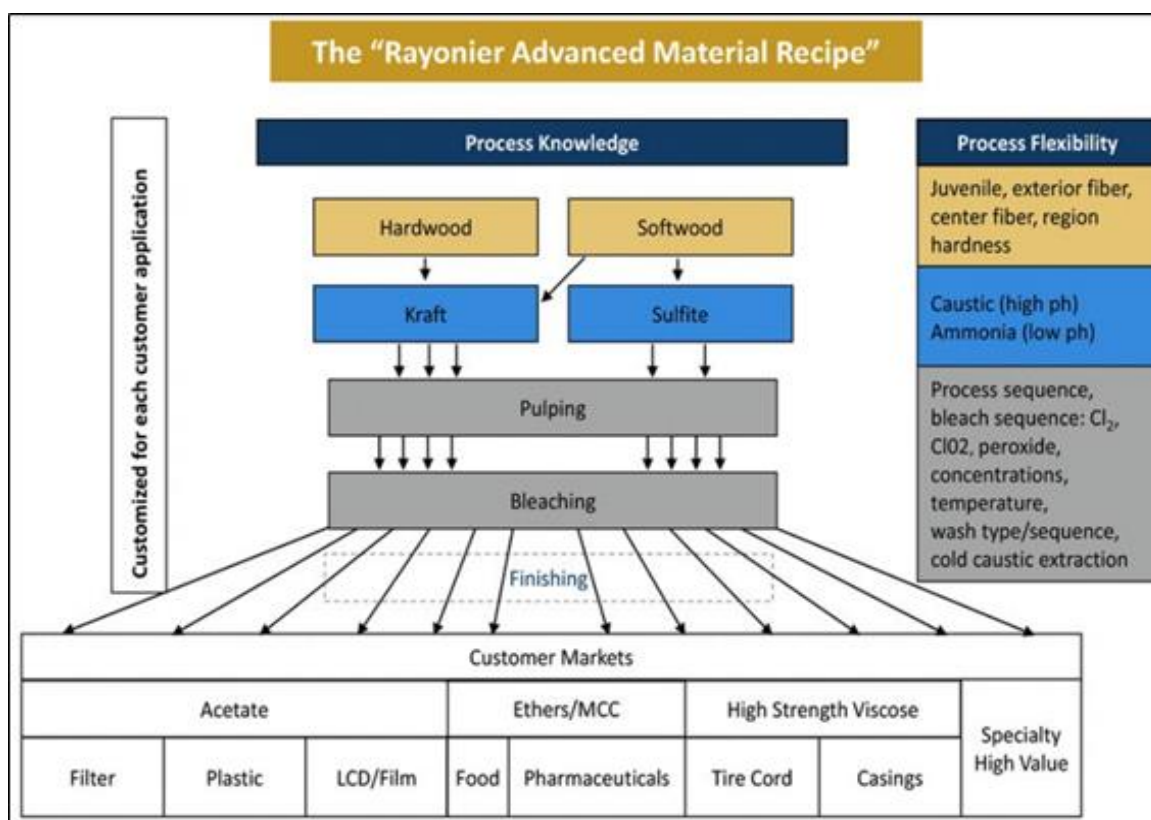 The “Rayonier Advanced Material Recipe”
Customized for each customer application
Process Knowledge
Process Flexibility
Hardwood
Softwood
Juvenile, exterior fiber,
center fiber, region
hardness
Kraft
Sulfite
Caustic (high ph)
Ammonia (low ph)
Pulping
Bleaching
Process sequence,
bleach sequence: Cl₂,
ClO2, peroxide,
concentrations,
temperature,
wash type/sequence,
cold caustic extraction
Finishing
Customer Markets
Acetate
Ethers/MCC
High Strength Viscose
Specialty
High Value
Filter
Plastic
LCD/Film
Food
Pharmaceuticals
Tire Cord
Casings